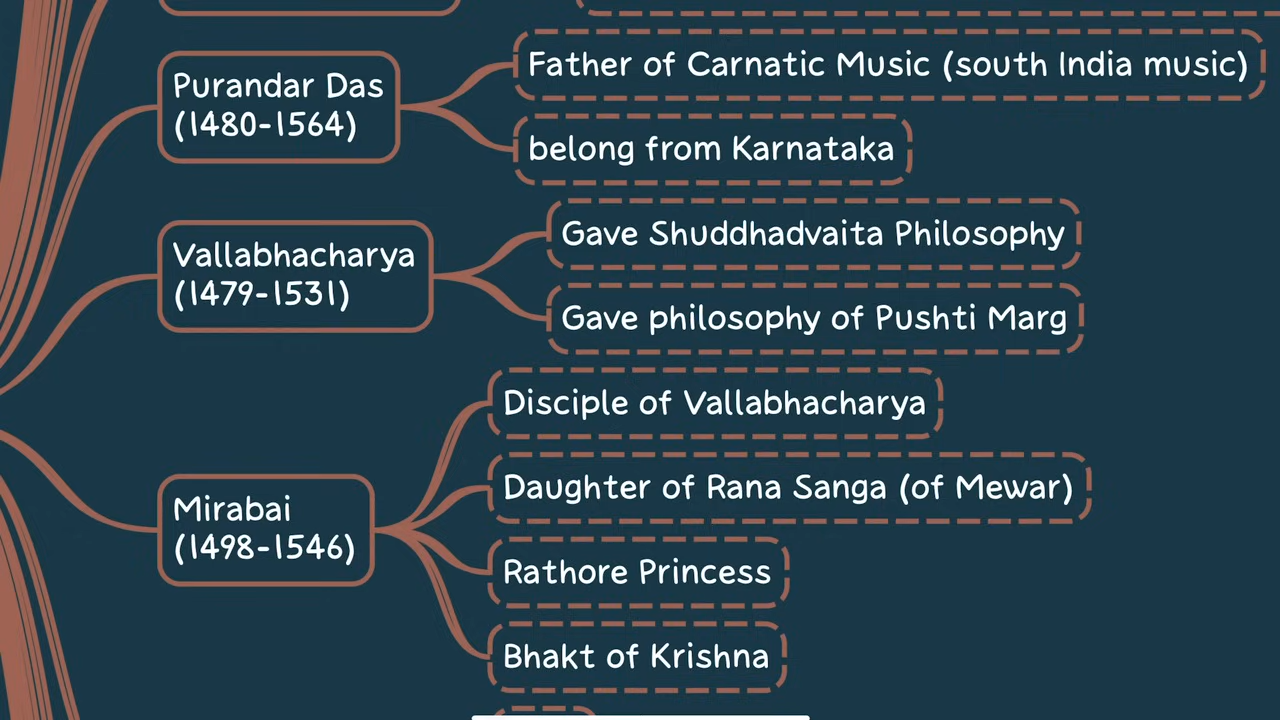 Purandar Das
(1480-1564)
Father of Carnatic Music (south India music)
belong from Karnataka
Vallabhacharya
(1479-1531)
Gave Shuddhadvaita Philosophy
Gave philosophy of Pushti Marg
Mirabai
(1498-1546)
Disciple of Vallabhacharya
Daughter of Rana Sanga (of Mewar)
Rathore Princess
Bhakt of Krishna